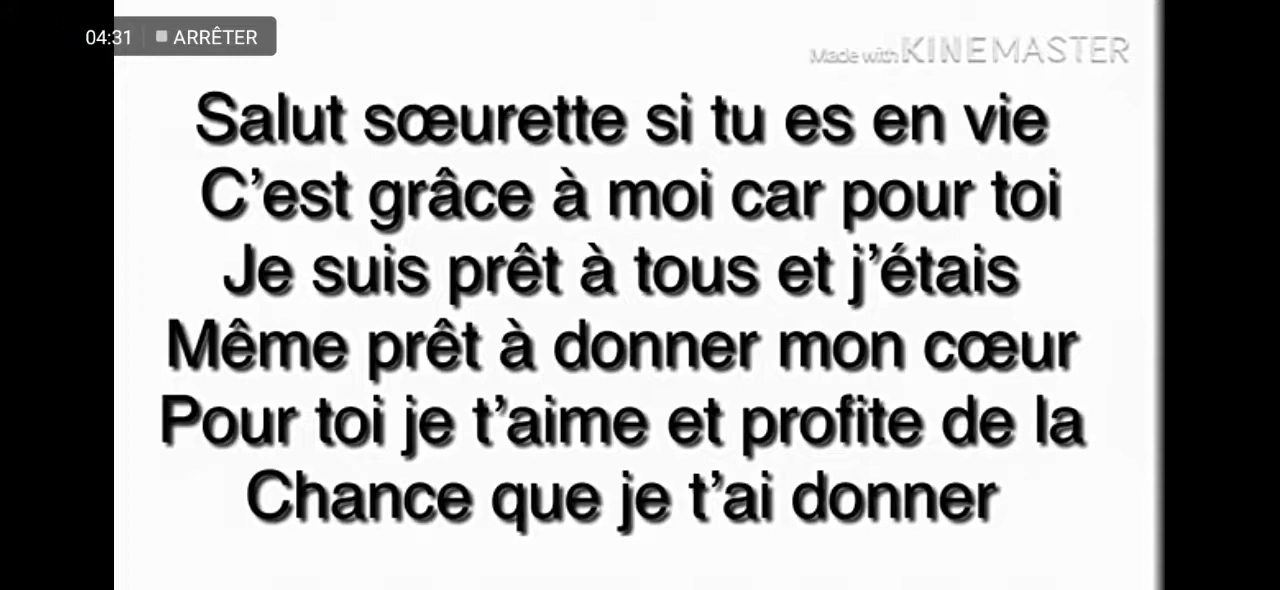 04:31 ARRÊTER
Made with KINEMASTER
Salut sœurette si tu es en vie
C’est grâce à moi car pour toi
Je suis prêt à tous et j’étais
Même prêt à donner mon cœur
Pour toi je t’aime et profite de la
Chance que je t’ai donner